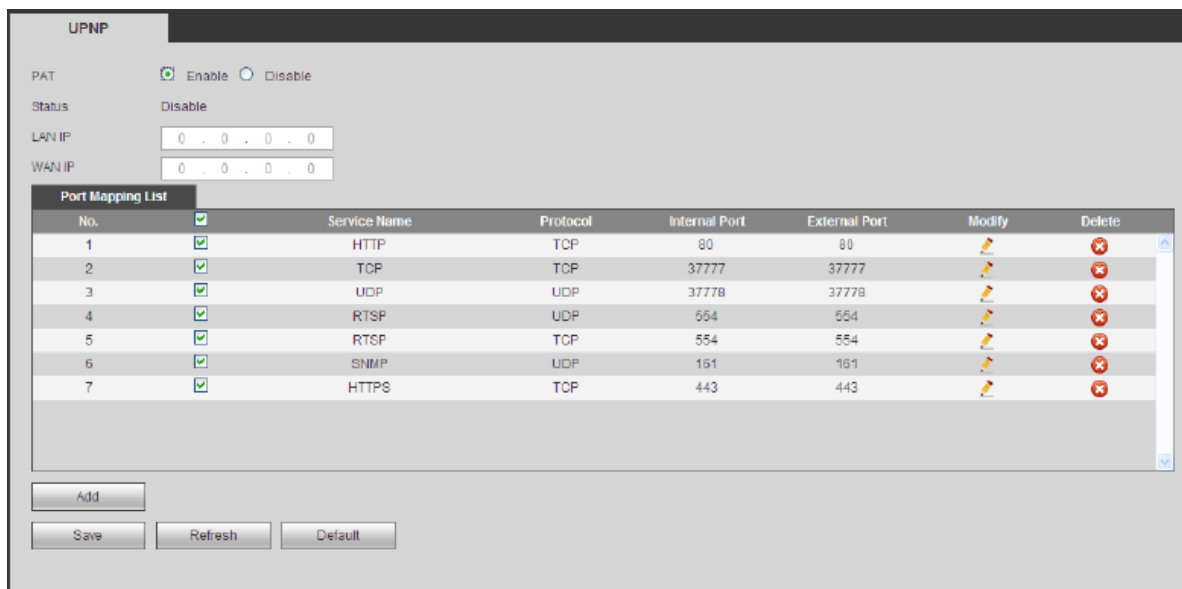 UPNP
PAT Enable Disable
Status Disable
LAN IP 0 . 0 . 0 . 0
WAN IP 0 . 0 . 0 . 0
Port Mapping List
No. Service Name Protocol Internal Port External Port Modify Delete
1 HTTP TCP 80 80
2 TCP TCP 37777 37777
3 UDP UDP 37778 37778
4 RTSP UDP 554 554
5 RTSP TCP 554 554
6 SNMP UDP 161 161
7 HTTPS TCP 443 443
Add
Save Refresh Default